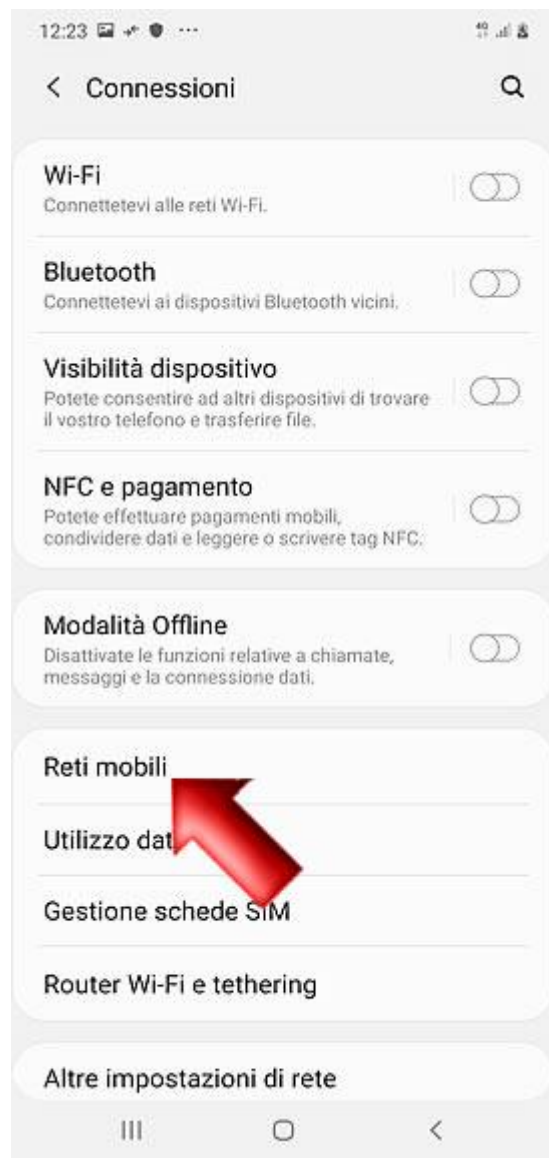 12:23
Connessioni
Wi-Fi
Connettetevi alle reti Wi-Fi.
Bluetooth
Connettetevi ai dispositivi Bluetooth vicini.
Visibilità dispositivo
Potete consentire ad altri dispositivi di trovare
il vostro telefono e trasferire file.
NFC e pagamento
Potete effettuare pagamenti mobili,
condividere dati e leggere o scrivere tag NFC.
Modalità Offline
Disattivate le funzioni relative a chiamate,
messaggi e la connessione dati.
Reti mobili
Utilizzo dat
Gestione schede SIM
Router Wi-Fi e tethering
Altre impostazioni di rete